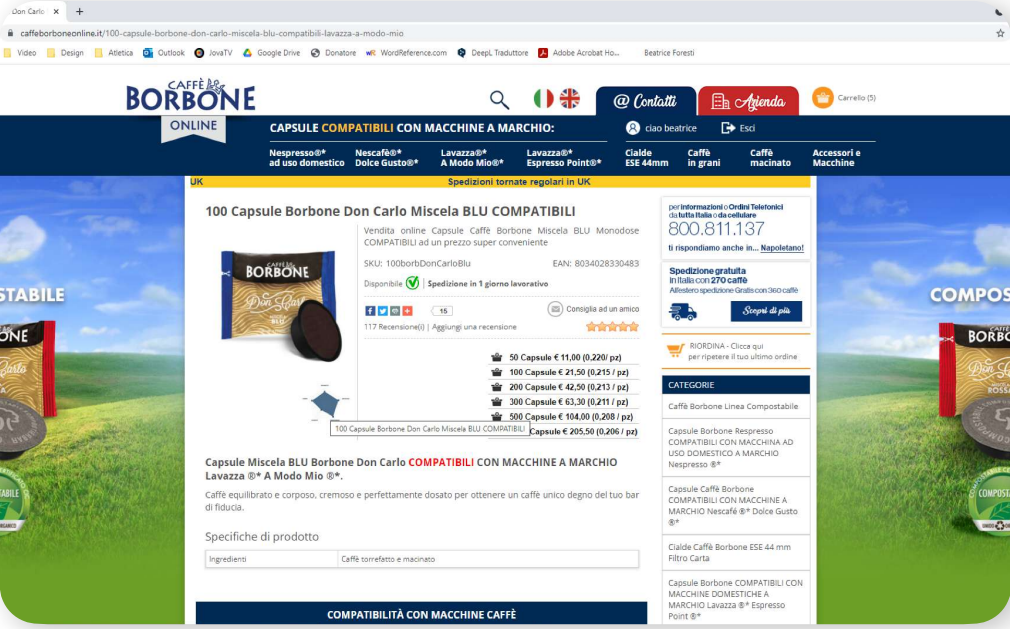 Don Carlo × +
caffeborboneonline.it/100-capsule-borbone-don-carlo-miscela-blu-compatibili-lavazza-a-modo-mio
Video Design Atletica Outlook JovaTV Google Drive Donatore WR WordReference.com DeepL Traduttore Adobe Acrobat Ho... Beatrice Foresti
CAFFÈ
BORBONE
ONLINE
@ Contatti
Azienda
Carrello (5)
CAPSULE COMPATIBILI CON MACCHINE A MARCHIO:
ciao beatrice
Esci
Nespresso®* ad uso domestico
Nescafè®* Dolce Gusto®*
Lavazza®* A Modo Mio®*
Lavazza®* Espresso Point®*
Cialde ESE 44mm
Caffè in grani
Caffè macinato
Accessori e Macchine
UK
Spedizioni tornate regolari in UK
100 Capsule Borbone Don Carlo Miscela BLU COMPATIBILI
Vendita online Capsule Caffè Borbone Miscela BLU Monodose
COMPATIBILI ad un prezzo super conveniente
SKU: 100borbDonCarloBlu EAN: 8034028330483
Disponibile | Spedizione in 1 giorno lavorativo
15
Consiglia ad un amico
117 Recensione(i) | Aggiungi una recensione
50 Capsule € 11,00 (0,220/ pz)
100 Capsule € 21,50 (0,215 / pz)
200 Capsule € 42,50 (0,213 / pz)
300 Capsule € 63,30 (0,211 / pz)
500 Capsule € 104,00 (0,208 / pz)
Capsule € 205,50 (0,206 / pz)
100 Capsule Borbone Don Carlo Miscela BLU COMPATIBILI
CAFFÈ
BORBONE
Don Carlo
BLU
Capsule Miscela BLU Borbone Don Carlo COMPATIBILI CON MACCHINE A MARCHIO
Lavazza ®* A Modo Mio ®*.
Caffè equilibrato e corposo, cremoso e perfettamente dosato per ottenere un caffè unico degno del tuo bar
di fiducia.
Specifiche di prodotto
Ingredienti Caffè torrefatto e macinato
COMPATIBILITÀ CON MACCHINE CAFFÈ
per informazioni o Ordini Telefonici
da tutta Italia o da cellulare
800.811.137
ti rispondiamo anche in... Napoletano!
Spedizione gratuita
in Italia con 270 caffè
All'estero spedizione Gratis con 360 caffè
Scopri di più
RIORDINA - Clicca qui
per ripetere il tuo ultimo ordine
CATEGORIE
Caffè Borbone Linea Compostabile
Capsule Borbone Respresso
COMPATIBILI CON MACCHINA AD
USO DOMESTICO A MARCHIO
Nespresso ®*
Capsule Caffè Borbone
COMPATIBILI CON MACCHINE A
MARCHIO Nescafé ®* Dolce Gusto
®*
Cialde Caffè Borbone ESE 44 mm
Filtro Carta
Capsule Borbone COMPATIBILI CON
MACCHINE DOMESTICHE A
MARCHIO Lavazza ®* Espresso
Point ®*
STABILE
ONE
Carlo
ABILE
COMPOS
CAFFÈ
BORBO
Don
ROSSA
COMPOSTA